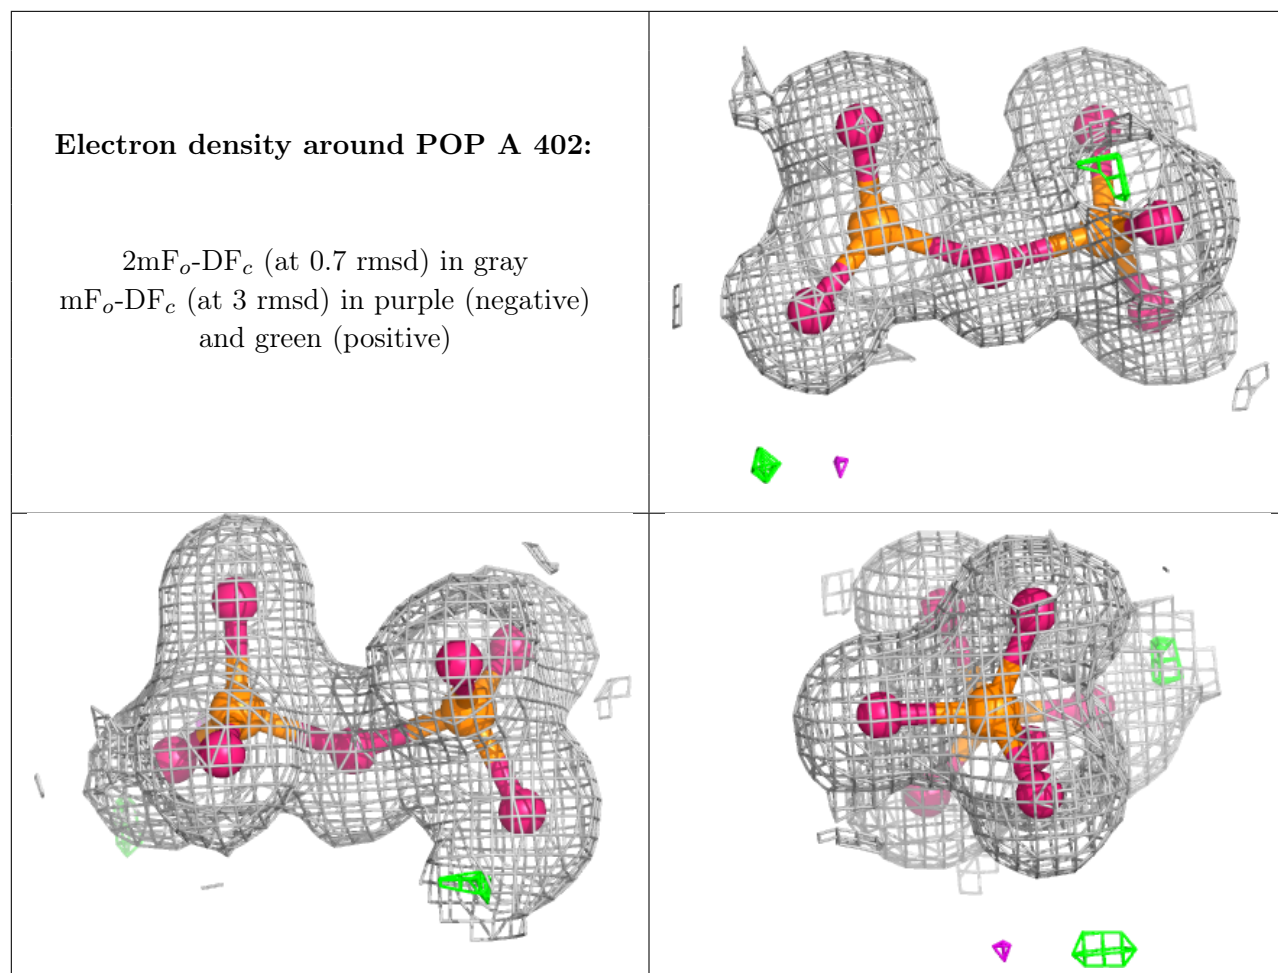 Electron density around POP A 402:
2mFo-DFc (at 0.7 rmsd) in gray
mFo-DFc (at 3 rmsd) in purple (negative)
and green (positive)